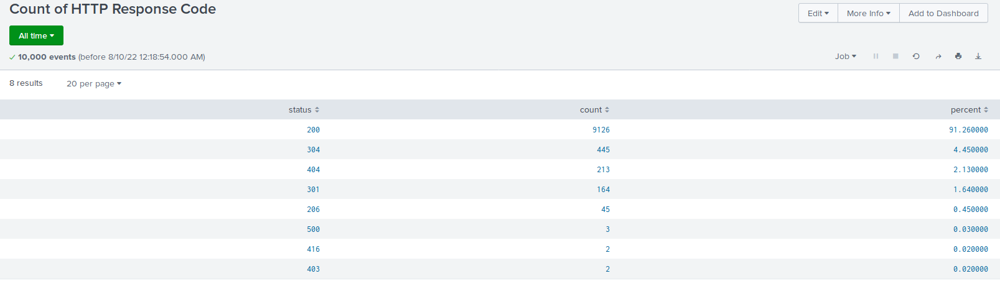 Count of HTTP Response Code
Edit More Info Add to Dashboard
All time
10,000 events (before 8/10/22 12:18:54.000 AM)
Job
8 results 20 per page
status count percent
200 9126 91.260000
304 445 4.450000
404 213 2.130000
301 164 1.640000
206 45 0.450000
500 3 0.030000
416 2 0.020000
403 2 0.020000